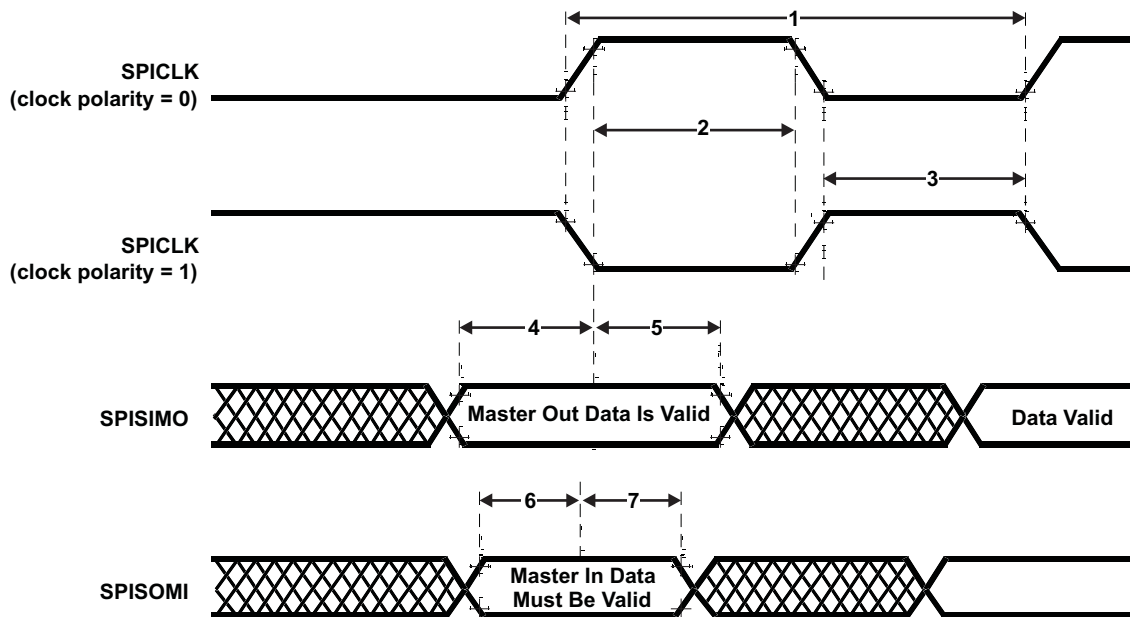 1
SPICLK
(clock polarity = 0)
2
3
SPICLK
(clock polarity = 1)
4
5
SPISIMO
Master Out Data Is Valid
Data Valid
6
7
SPISOMI
Master In Data
Must Be Valid